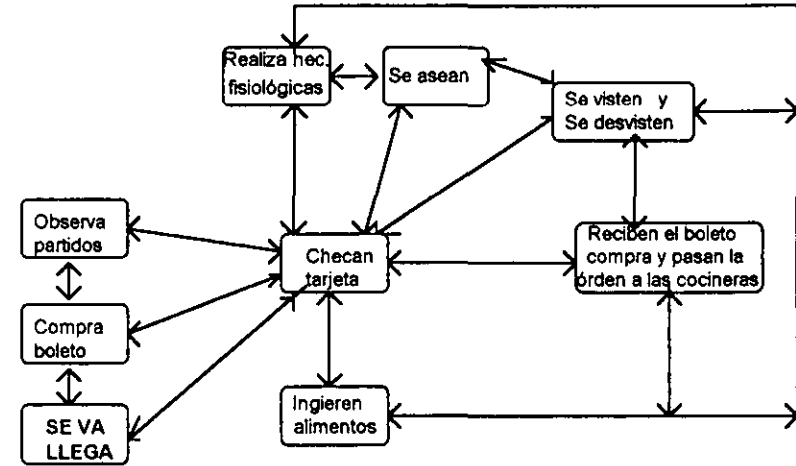 Realiza nec.
fisiológicas
Se asean
Se visten y
Se desvisten
Observa
partidos
Checan
tarjeta
Reciben el boleto
compra y pasan la
órden a las cocineras
Compra
boleto
Ingieren
alimentos
SE VA
LLEGA